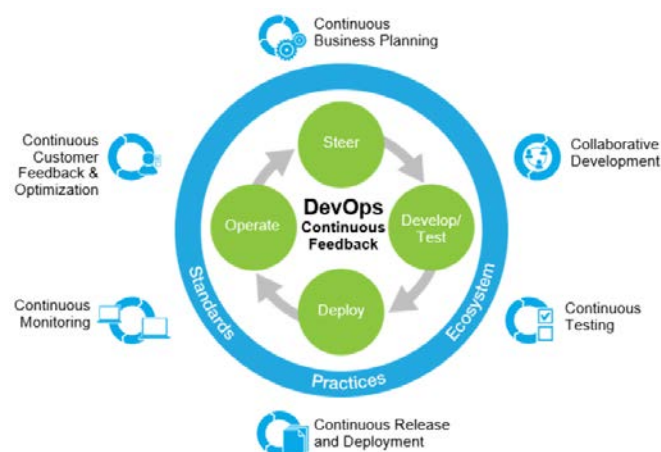 Continuous
Business Planning
Continuous
Customer
Feedback &
Optimization
Collaborative
Development
Steer
Operate
DevOps
Continuous
Feedback
Develop/
Test
Deploy
Continuous
Monitoring
Continuous
Testing
Standards
Practices
Ecosystem
Continuous Release
and Deployment